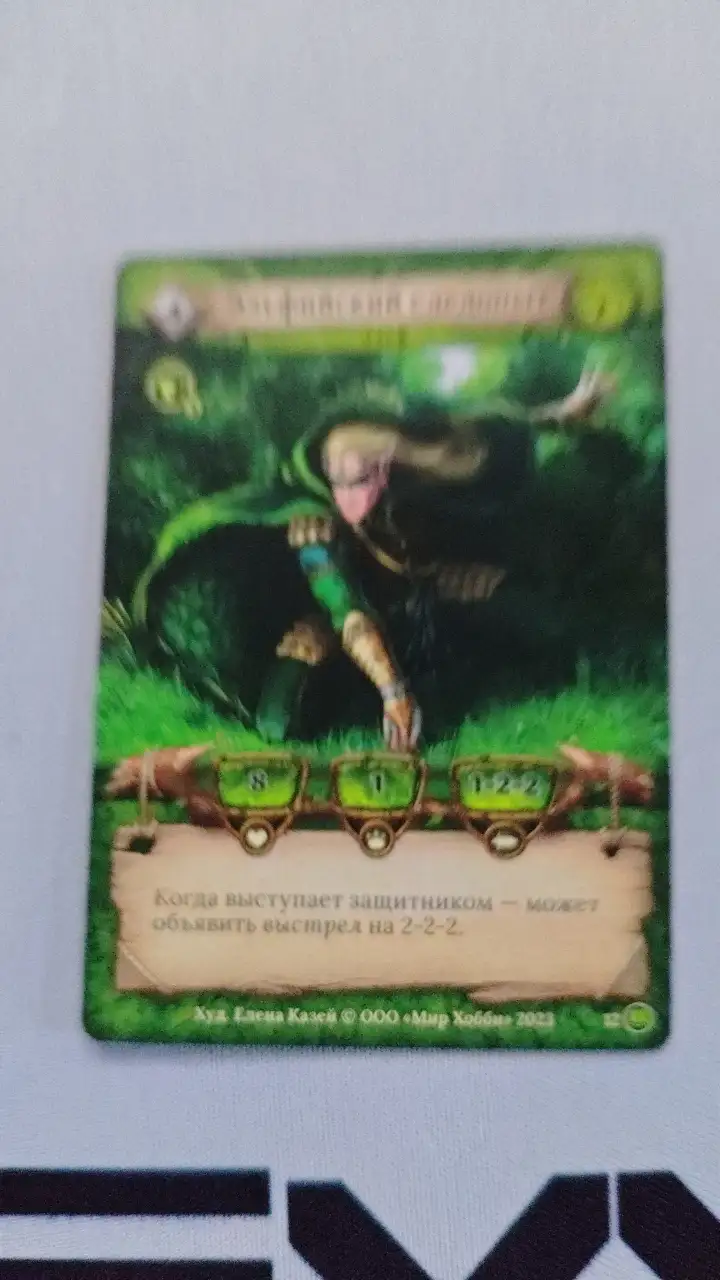 8 1 1-2-2
Когда выступает защитником — может
объявить выстрел на 2-2-2.
Худ. Елена Казей © ООО «Мир Хобби» 2023